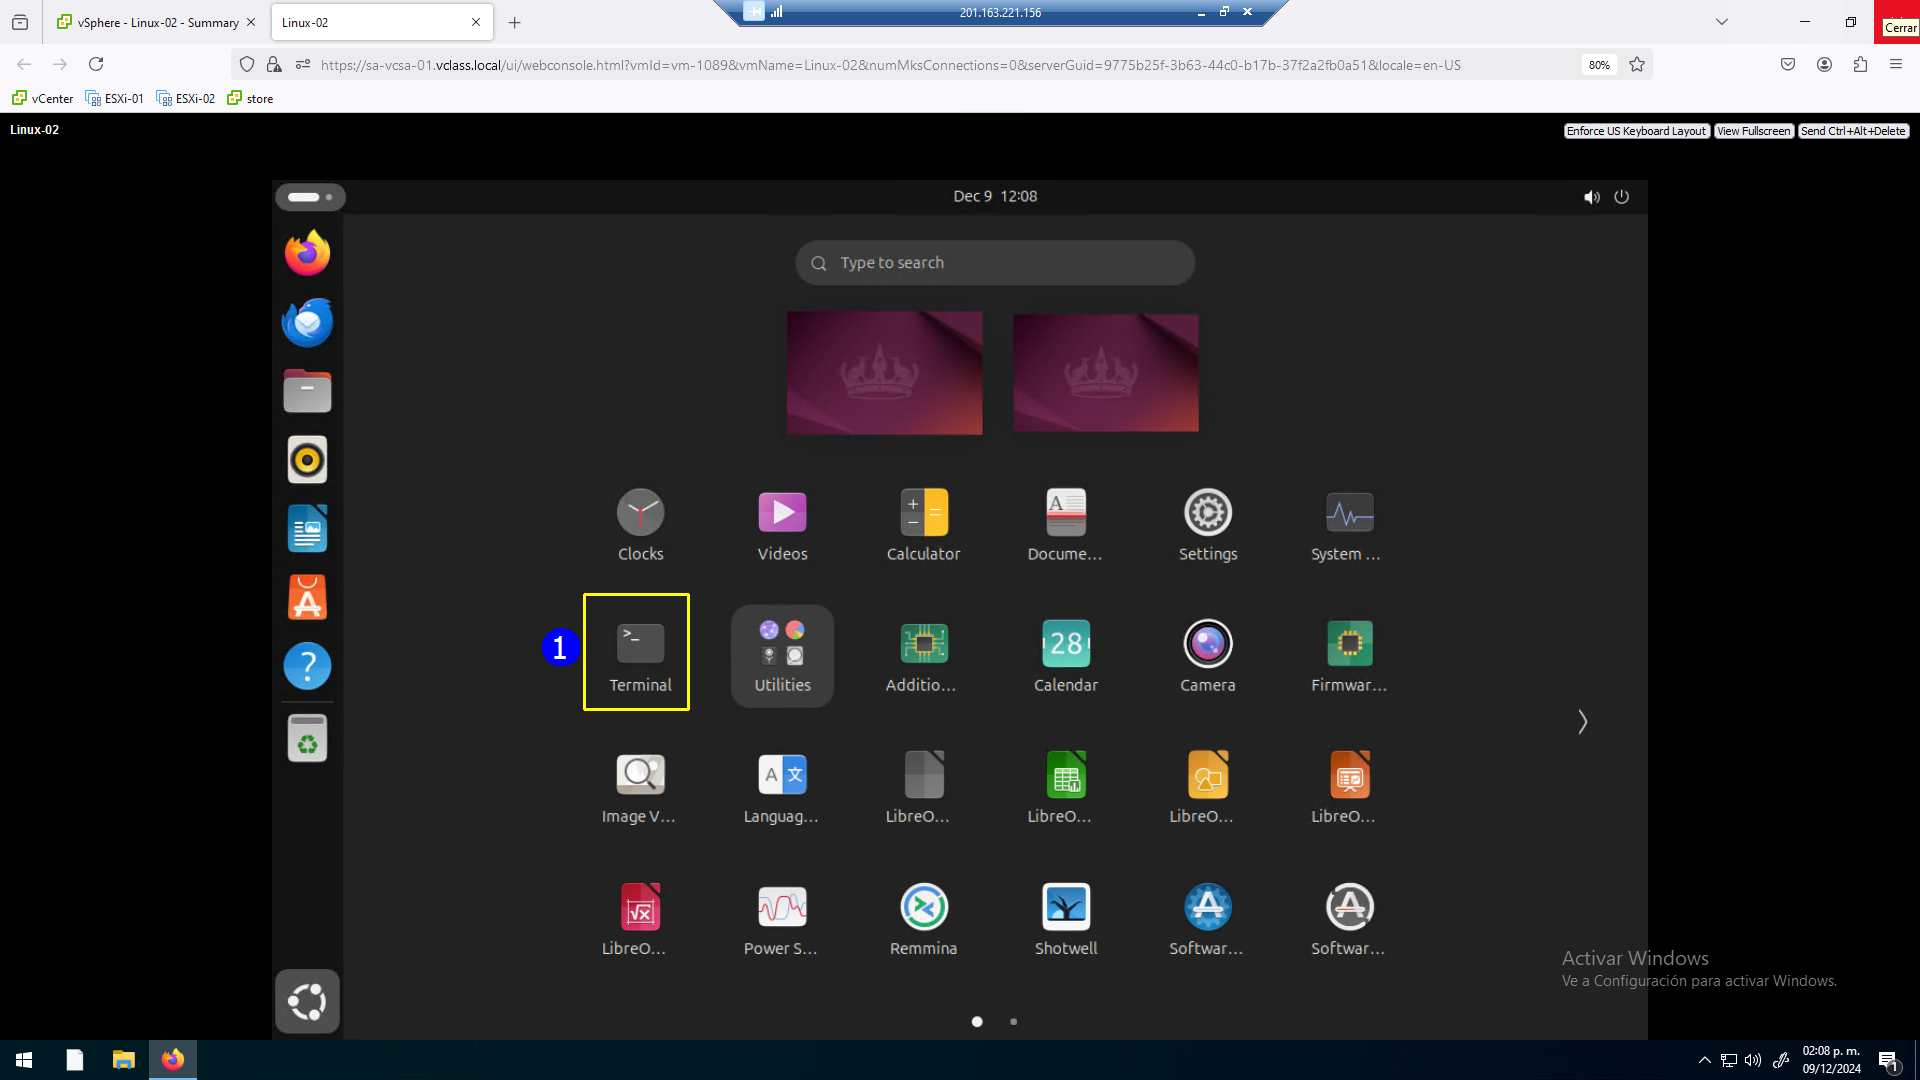 vSphere - Linux-02 - Summary
Linux-02
201.163.221.156
Cerrar
https://sa-vcsa-01.vclass.local/ui/webconsole.html?vmId=vm-1089&vmName=Linux-02&numMksConnections=0&serverGuid=9775b25f-3b63-44c0-b17b-37f2a2fb0a51&locale=en-US
80%
vCenter
ESXi-01
ESXi-02
store
Linux-02
Enforce US Keyboard Layout
View Fullscreen
Send Ctrl+Alt+Delete
Dec 9 12:08
Type to search
Clocks
Videos
Calculator
Docume...
Settings
System ...
1
Terminal
Utilities
Additio...
28
Calendar
Camera
Firmwar...
Image V...
Languag...
LibreO...
LibreO...
LibreO...
LibreO...
LibreO...
Power S...
Remmina
Shotwell
Softwar...
Softwar...
Activar Windows
Ve a Configuración para activar Windows.
02:08 p. m.
09/12/2024
1